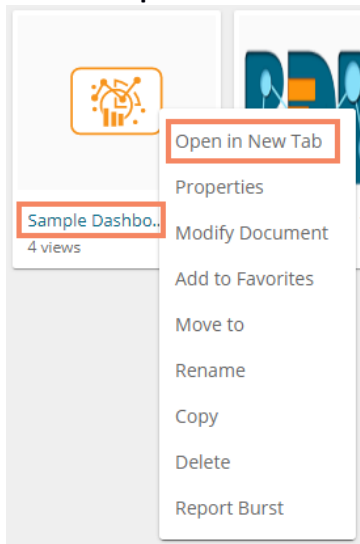 Open in New Tab
Properties
Sample Dashbo..
4 views
Modify Document
Add to Favorites
Move to
Rename
Copy
Delete
Report Burst